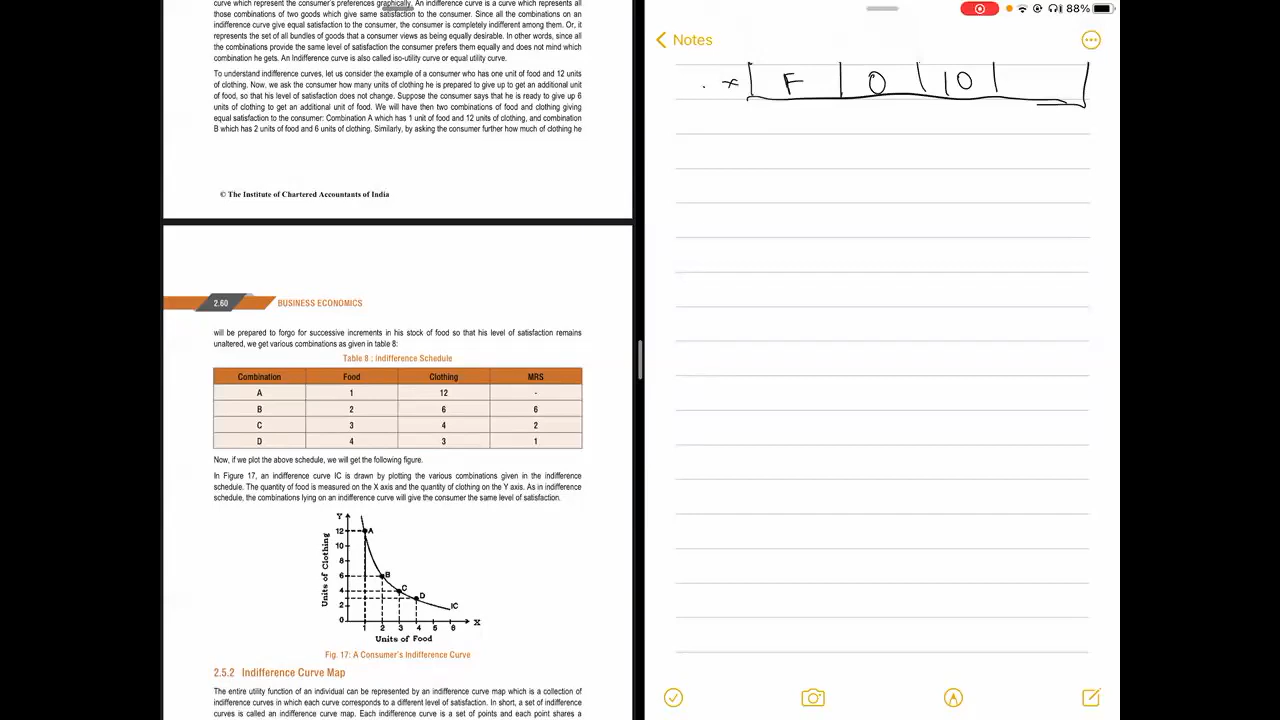 curve which represent the consumer's preferences graphically. An indifference curve is a curve which represents all
those combinations of two goods which give same satisfaction to the consumer. Since all the combinations on an
indifference curve give equal satisfaction to the consumer, the consumer is completely indifferent among them. Or, it
represents the set of all bundles of goods that a consumer views as being equally desirable. In other words, since all
the combinations provide the same level of satisfaction the consumer prefers them equally and does not mind which
combination he gets. An Indifference curve is also called iso-utility curve or equal utility curve.
To understand indifference curves, let us consider the example of a consumer who has one unit of food and 12 units
of clothing. Now, we ask the consumer how many units of clothing he is prepared to give up to get an additional unit
of food, so that his level of satisfaction does not change. Suppose the consumer says that he is ready to give up 6
units of clothing to get an additional unit of food. We will have then two combinations of food and clothing giving
equal satisfaction to the consumer: Combination A which has 1 unit of food and 12 units of clothing, and combination
B which has 2 units of food and 6 units of clothing. Similarly, by asking the consumer further how much of clothing he
© The Institute of Chartered Accountants of India
2.60 BUSINESS ECONOMICS
will be prepared to forgo for successive increments in his stock of food so that his level of satisfaction remains
unaltered, we get various combinations as given in table 8:
Table 8 : Indifference Schedule
Combination Food Clothing MRS
A 1 12 -
B 2 6 6
C 3 4 2
D 4 3 1
Now, if we plot the above schedule, we will get the following figure.
In Figure 17, an indifference curve IC is drawn by plotting the various combinations given in the indifference
schedule. The quantity of food is measured on the X axis and the quantity of clothing on the Y axis. As in indifference
schedule, the combinations lying on an indifference curve will give the consumer the same level of satisfaction.
Y
12 A
10
8
6 B
4 C
D
2 IC
0
X
1 2 3 4 5 6
Units of Clothing
Units of Food
Fig. 17: A Consumer's Indifference Curve
2.5.2 Indifference Curve Map
The entire utility function of an individual can be represented by an indifference curve map which is a collection of
indifference curves in which each curve corresponds to a different level of satisfaction. In short, a set of indifference
curves is called an indifference curve map. Each indifference curve is a set of points and each point shares a
88%
Notes
x F 0 10